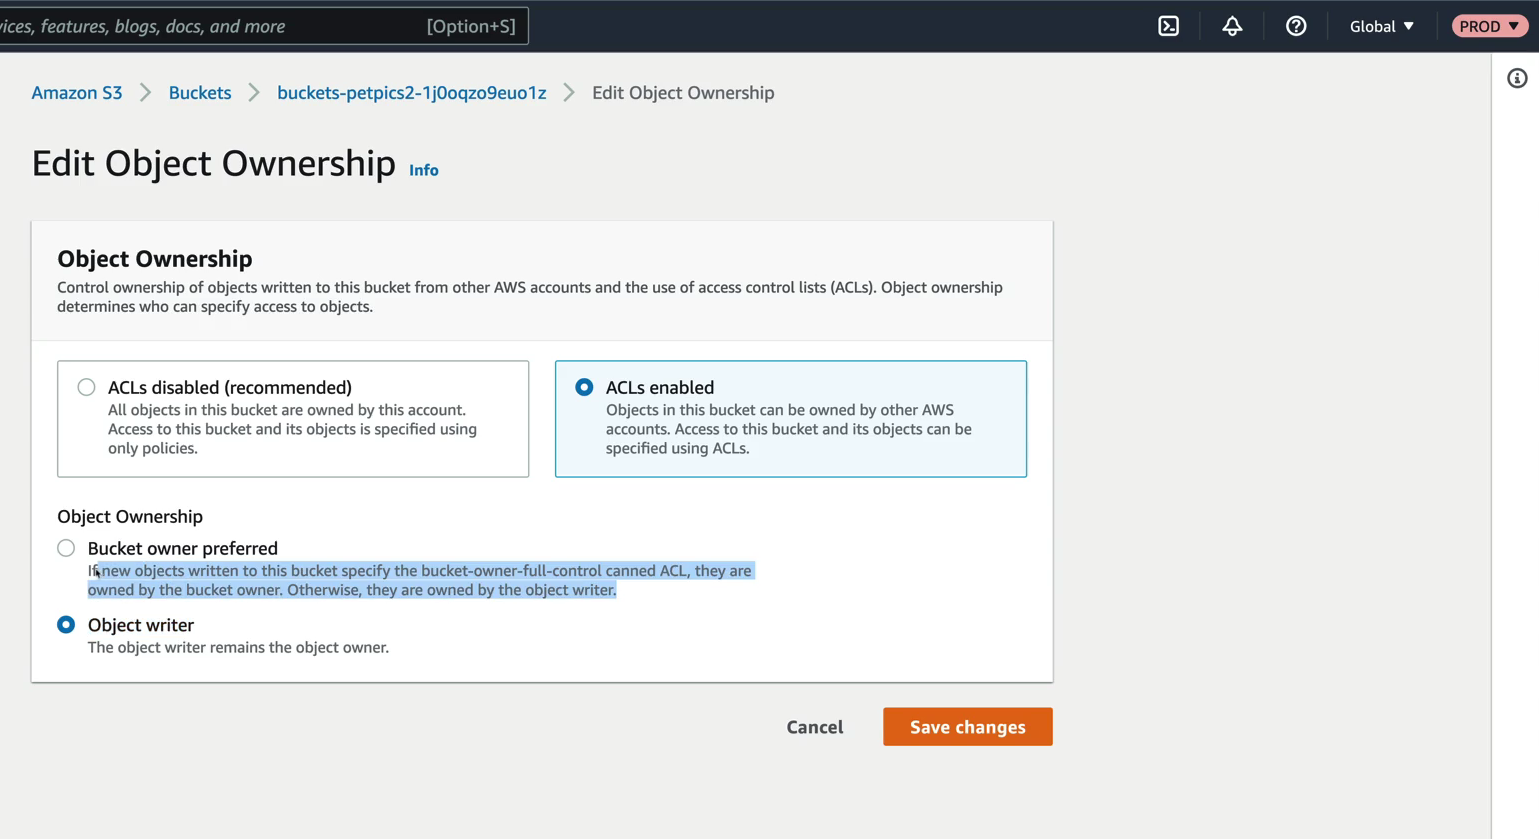 ices, features, blogs, docs, and more [Option+S] Global ▼ PROD ▼
Amazon S3 > Buckets > buckets-petpics2-1j0oqzo9euo1z > Edit Object Ownership
Edit Object Ownership Info
Object Ownership
Control ownership of objects written to this bucket from other AWS accounts and the use of access control lists (ACLs). Object ownership
determines who can specify access to objects.
ACLs disabled (recommended)
All objects in this bucket are owned by this account.
Access to this bucket and its objects is specified using
only policies.
ACLs enabled
Objects in this bucket can be owned by other AWS
accounts. Access to this bucket and its objects can be
specified using ACLs.
Object Ownership
Bucket owner preferred
If new objects written to this bucket specify the bucket-owner-full-control canned ACL, they are
owned by the bucket owner. Otherwise, they are owned by the object writer.
Object writer
The object writer remains the object owner.
Cancel Save changes